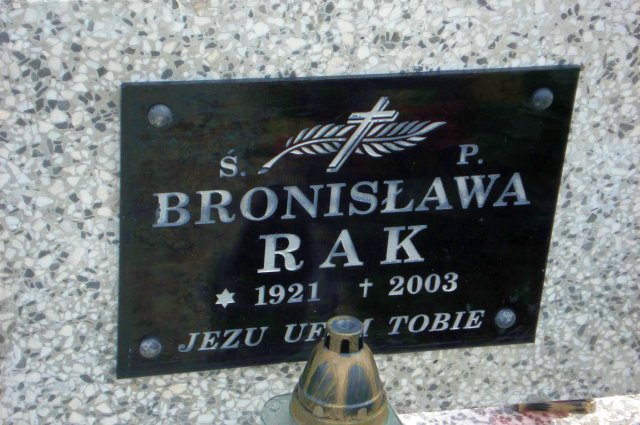 Ś. P.
BRONISŁAWA
RAK
✶ 1921 † 2003
JEZU TOBIE